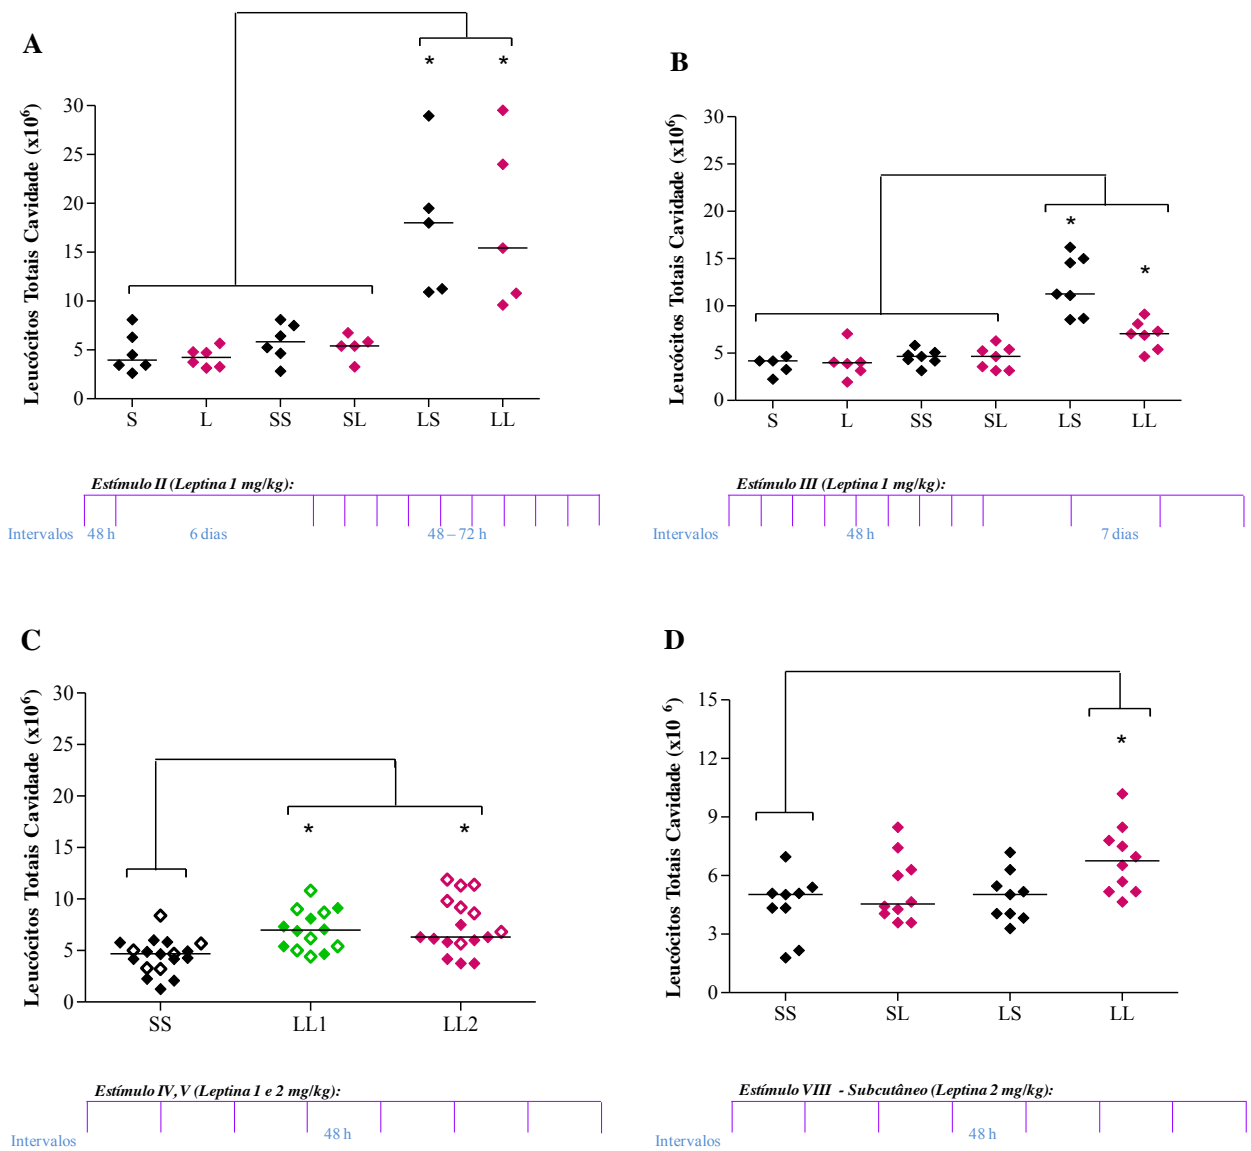 A
* *
Leucócitos Totais Cavidade (x10⁶)
30
25
20
15
10
5
0
S L SS SL LS LL
Estímulo II (Leptina 1 mg/kg):
Intervalos 48 h 6 dias 48 – 72 h
B
*
*
Leucócitos Totais Cavidade (x10⁶)
30
25
20
15
10
5
0
S L SS SL LS LL
Estímulo III (Leptina 1 mg/kg):
Intervalos 48 h 7 dias
C
* *
Leucócitos Totais Cavidade (x10⁶)
30
25
20
15
10
5
0
SS LL1 LL2
Estímulo IV, V (Leptina 1 e 2 mg/kg):
Intervalos 48 h
D
*
Leucócitos Totais Cavidade (x10 ⁶)
15
12
9
6
3
0
SS SL LS LL
Estímulo VIII - Subcutâneo (Leptina 2 mg/kg):
Intervalos 48 h